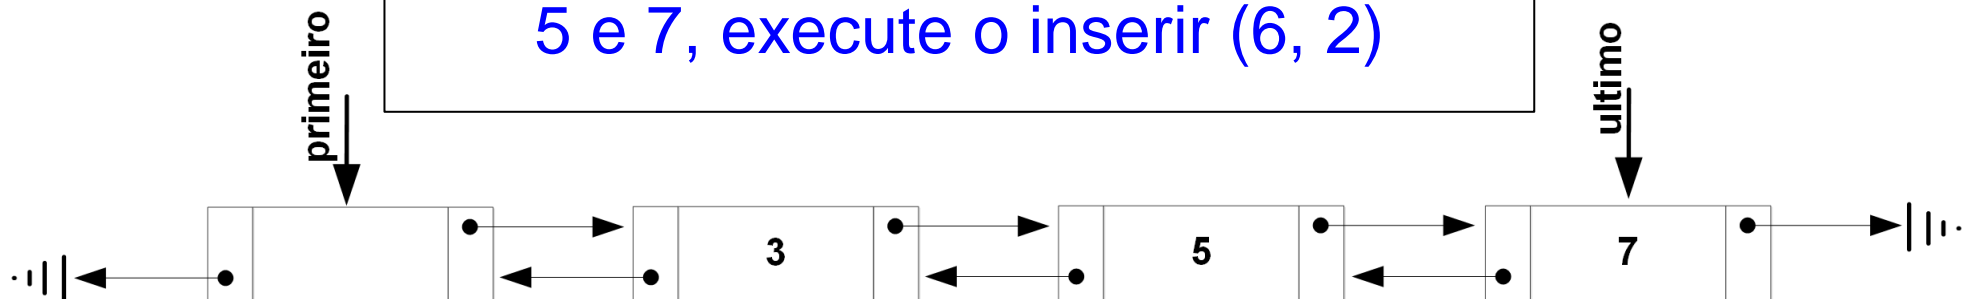 5 e 7, execute o inserir (6, 2)
primeiro
ultimo
3
5
7